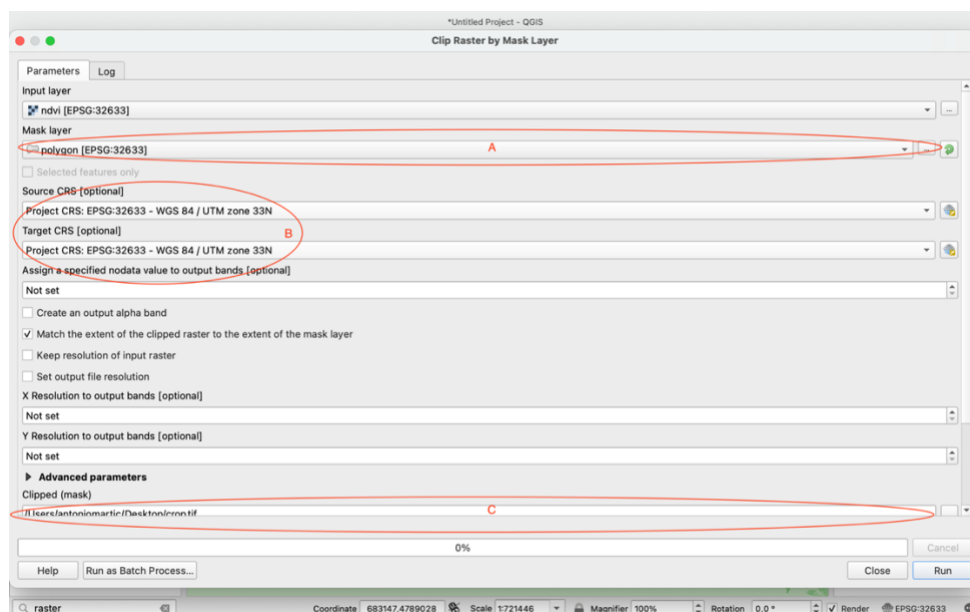 *Untitled Project - QGIS
Clip Raster by Mask Layer
Parameters Log
Input layer
ndvi [EPSG:32633]
Mask layer
polygon [EPSG:32633] A
Selected features only
Source CRS [optional]
Project CRS: EPSG:32633 - WGS 84 / UTM zone 33N
B
Target CRS [optional]
Project CRS: EPSG:32633 - WGS 84 / UTM zone 33N
Assign a specified nodata value to output bands [optional]
Not set
Create an output alpha band
Match the extent of the clipped raster to the extent of the mask layer
Keep resolution of input raster
Set output file resolution
X Resolution to output bands [optional]
Not set
Y Resolution to output bands [optional]
Not set
Advanced parameters
Clipped (mask)
/Users/antoniomartic/Desktop/crop.tif C
0%
Cancel
Help Run as Batch Process... Close Run
raster Coordinate 683147.4789028 Scale 1:721446 Magnifier 100% Rotation 0.0 ° Render EPSG:32633